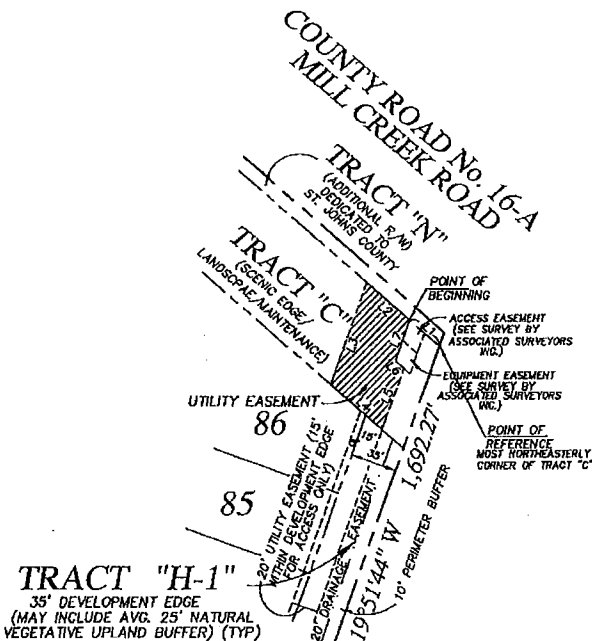 COUNTY ROAD No. 16-A
MILL CREEK ROAD
TRACT "N"
(ADDITIONAL R/W)
DEDICATED TO
ST. JOHNS COUNTY
TRACT "C"
(SCENIC EDGE/
LANDSCPAE/MAINTENANCE)
POINT OF
BEGINNING
ACCESS EASEMENT
(SEE SURVEY BY
ASSOCIATED SURVEYORS
INC.)
L2
L1
EQUIPMENT EASEMENT
(SEE SURVEY BY
ASSOCIATED SURVEYORS
INC.)
POINT OF
REFERENCE
MOST NORTHEASTERLY
CORNER OF TRACT "C"
UTILITY EASEMENT
86
85
15'
35'
20' UTILITY EASEMENT (15'
WITHIN DEVELOPMENT EDGE
FOR ACCESS ONLY)
20' DRAINAGE EASEMENT
19°51'44" W 1,692.27'
10' PERIMETER BUFFER
TRACT "H-1"
35' DEVELOPMENT EDGE
(MAY INCLUDE AVG. 25' NATURAL
VEGETATIVE UPLAND BUFFER) (TYP)